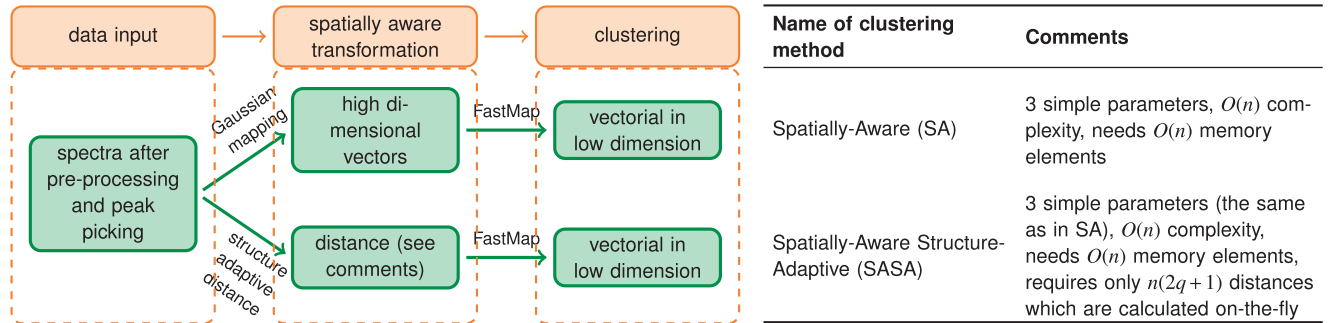 data input
spatially aware
transformation
clustering
spectra after
pre-processing
and peak
picking
Gaussian
mapping
high di-
mensional
vectors
FastMap
vectorial in
low dimension
structure
adaptive
distance
distance (see
comments)
FastMap
vectorial in
low dimension
Name of clustering
method
Comments
Spatially-Aware (SA)
3 simple parameters, O(n) com-
plexity, needs O(n) memory
elements
Spatially-Aware Structure-
Adaptive (SASA)
3 simple parameters (the same
as in SA), O(n) complexity,
needs O(n) memory elements,
requires only n(2q + 1) distances
which are calculated on-the-fly